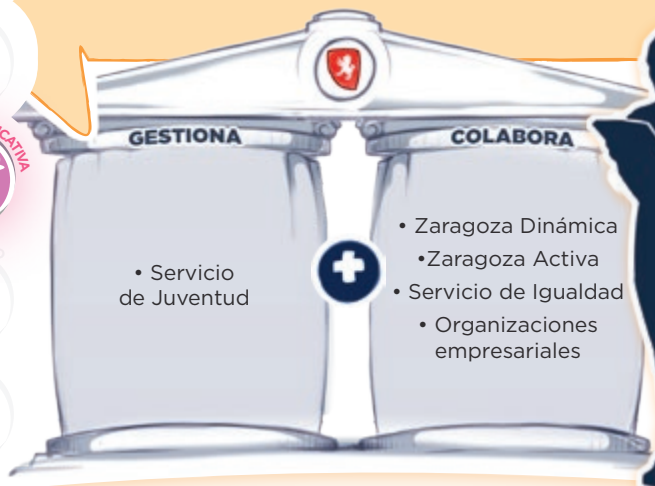 GESTIONA
• Servicio
de Juventud
COLABORA
• Zaragoza Dinámica
•Zaragoza Activa
• Servicio de Igualdad
• Organizaciones
empresariales